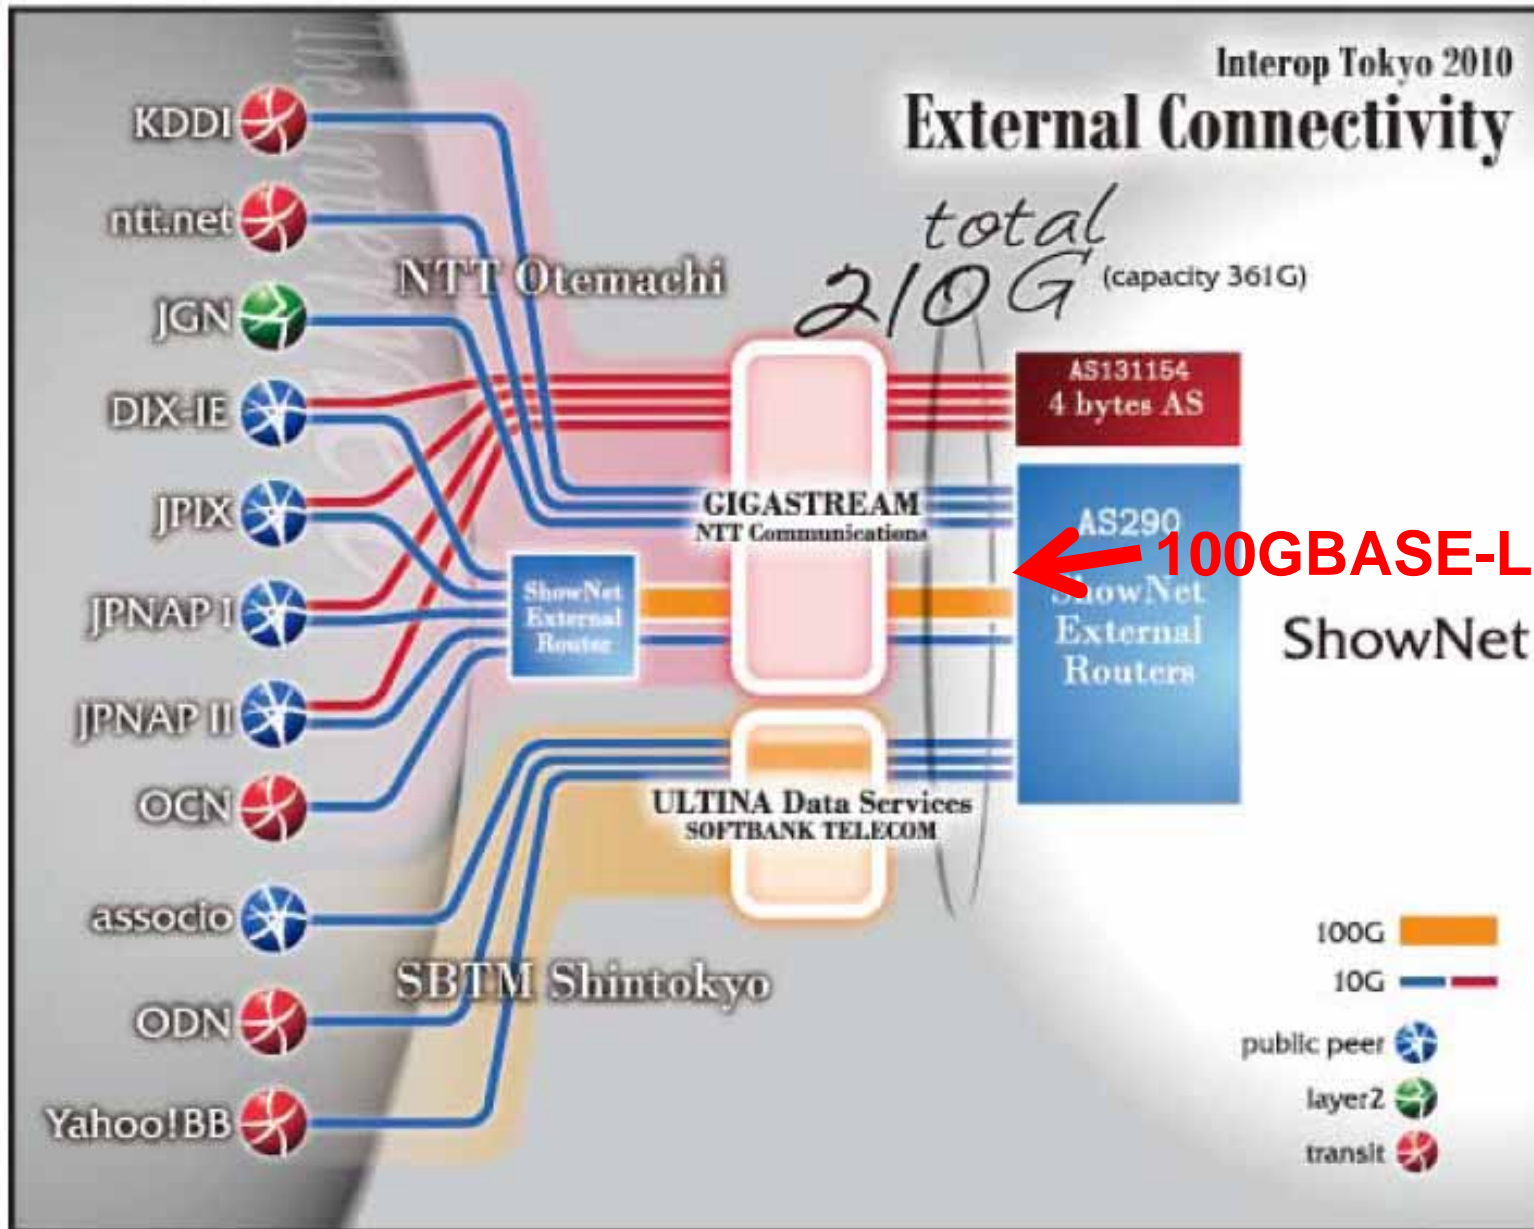 Interop Tokyo 2010
External Connectivity
total
210G (capacity 361G)
KDDI
ntt.net
NTT Otemachi
JGN
DIX-IE
JPIX
JPNAP I
JPNAP II
OCN
associo
ODN
Yahoo!BB
SBTM Shintokyo
ShowNet
External
Router
GIGASTREAM
NTT Communications
ULTINA Data Services
SOFTBANK TELECOM
AS131154
4 bytes AS
AS290
ShowNet
External
Routers
100GBASE-L
ShowNet
100G
10G
public peer
layer2
transit